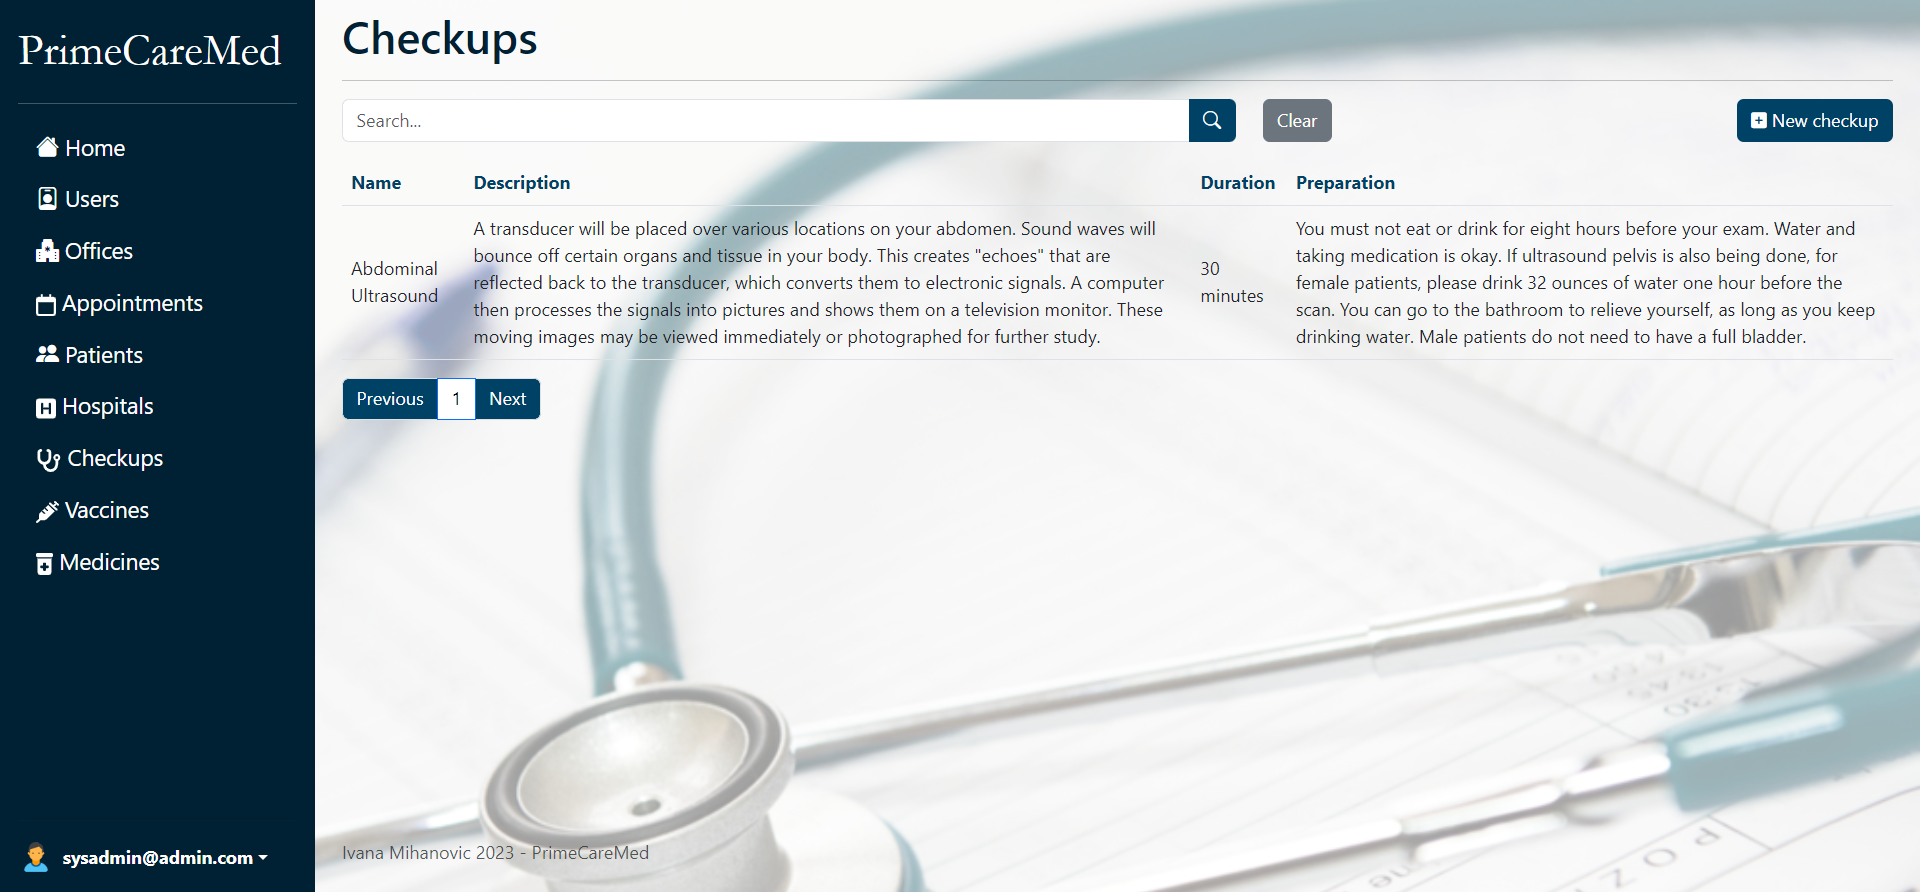 PrimeCareMed
Home
Users
Offices
Appointments
Patients
Hospitals
Checkups
Vaccines
Medicines
sysadmin@admin.com
Checkups
Search...
Clear
New checkup
Name Description Duration Preparation
Abdominal
Ultrasound
A transducer will be placed over various locations on your abdomen. Sound waves will
bounce off certain organs and tissue in your body. This creates "echoes" that are
reflected back to the transducer, which converts them to electronic signals. A computer
then processes the signals into pictures and shows them on a television monitor. These
moving images may be viewed immediately or photographed for further study.
30
minutes
You must not eat or drink for eight hours before your exam. Water and
taking medication is okay. If ultrasound pelvis is also being done, for
female patients, please drink 32 ounces of water one hour before the
scan. You can go to the bathroom to relieve yourself, as long as you keep
drinking water. Male patients do not need to have a full bladder.
Previous 1 Next
Ivana Mihanovic 2023 - PrimeCareMed